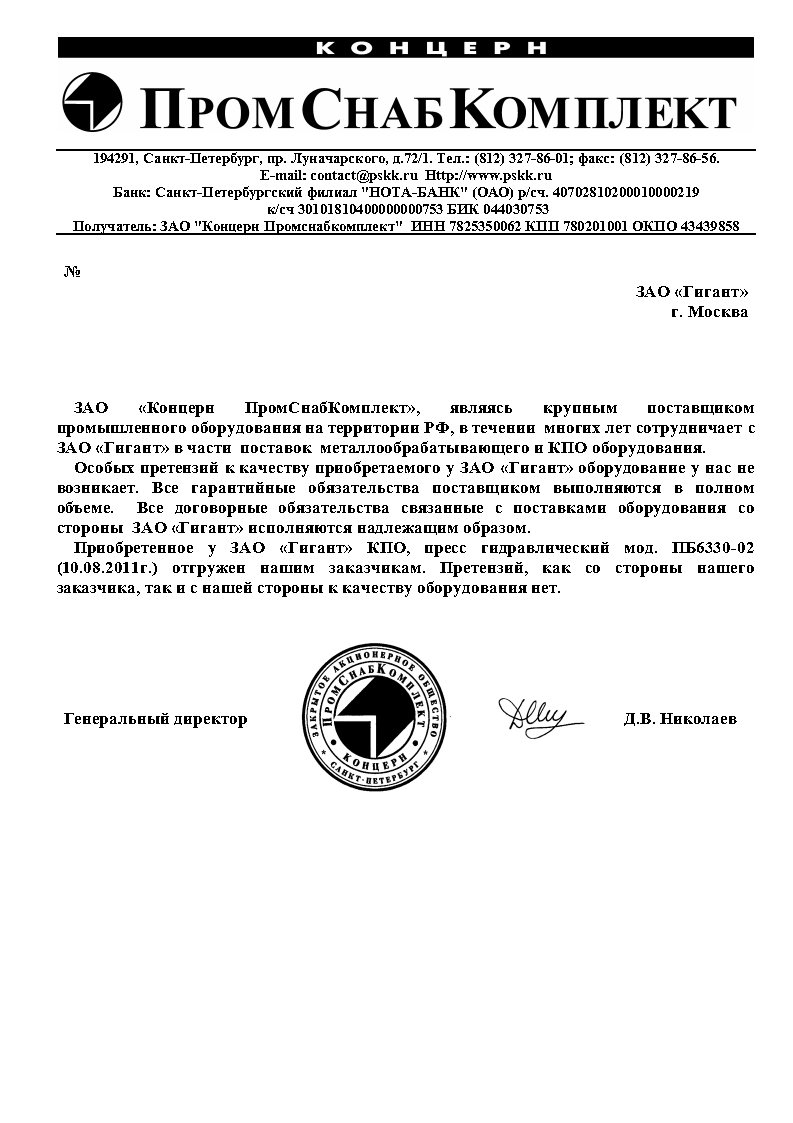 КОНЦЕРН
ПРОМСНАБКОМПЛЕКТ
194291, Санкт-Петербург, пр. Луначарского, д.72/1. Тел.: (812) 327-86-01; факс: (812) 327-86-56.
E-mail: contact@pskk.ru Http://www.pskk.ru
Банк: Санкт-Петербургский филиал "НОТА-БАНК" (ОАО) р/сч. 40702810200010000219
к/сч 30101810400000000753 БИК 044030753
Получатель: ЗАО "Концерн Промснабкомплект" ИНН 7825350062 КПП 780201001 ОКПО 43439858
№
ЗАО «Гигант»
г. Москва
ЗАО «Концерн ПромСнабКомплект», являясь крупным поставщиком
промышленного оборудования на территории РФ, в течении многих лет сотрудничает с
ЗАО «Гигант» в части поставок металлообрабатывающего и КПО оборудования.
Особых претензий к качеству приобретаемого у ЗАО «Гигант» оборудование у нас не
возникает. Все гарантийные обязательства поставщиком выполняются в полном
объеме. Все договорные обязательства связанные с поставками оборудования со
стороны ЗАО «Гигант» исполняются надлежащим образом.
Приобретенное у ЗАО «Гигант» КПО, пресс гидравлический мод. ПБ6330-02
(10.08.2011г.) отгружен нашим заказчикам. Претензий, как со стороны нашего
заказчика, так и с нашей стороны к качеству оборудования нет.
Генеральный директор
ЗАКРЫТОЕ АКЦИОНЕРНОЕ ОБЩЕСТВО
ПРОМСНАБКОМПЛЕКТ
КОНЦЕРН
* САНКТ-ПЕТЕРБУРГ *
Д.В. Николаев